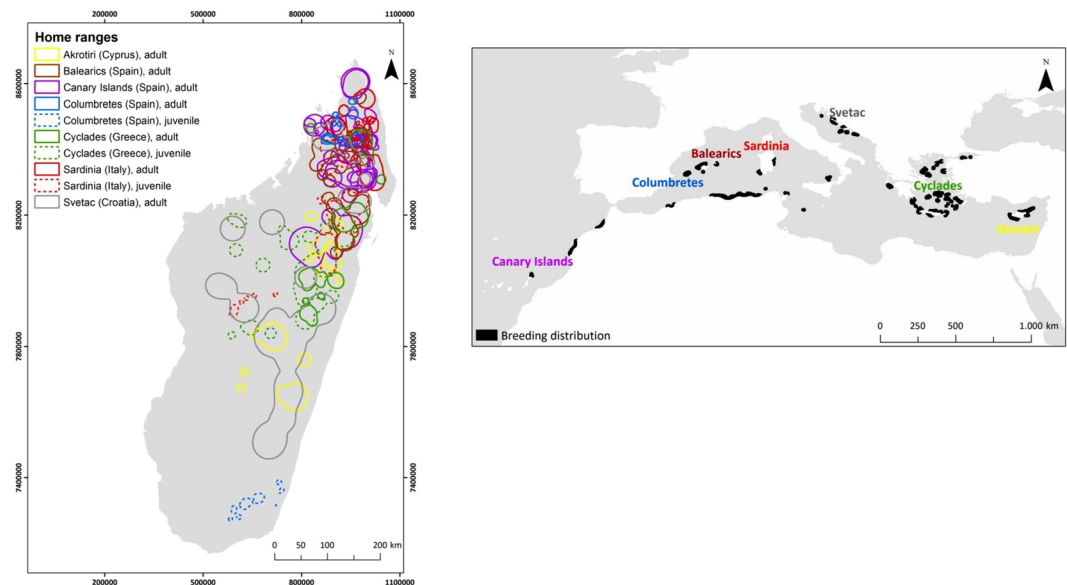 200000 500000 800000 1100000
Home ranges
Akrotiri (Cyprus), adult
Balearics (Spain), adult
Canary Islands (Spain), adult
Columbretes (Spain), adult
Columbretes (Spain), juvenile
Cyclades (Greece), adult
Cyclades (Greece), juvenile
Sardinia (Italy), adult
Sardinia (Italy), juvenile
Svetac (Croatia), adult
N
8600000 8600000
8200000 8200000
7800000 7800000
7400000 7400000
0 50 100 200 km
200000 500000 800000 1100000
N
Svetac
Sardinia
Balearics
Columbretes
Cyclades
Akrotiri
Canary Islands
0 250 500 1.000 km
Breeding distribution